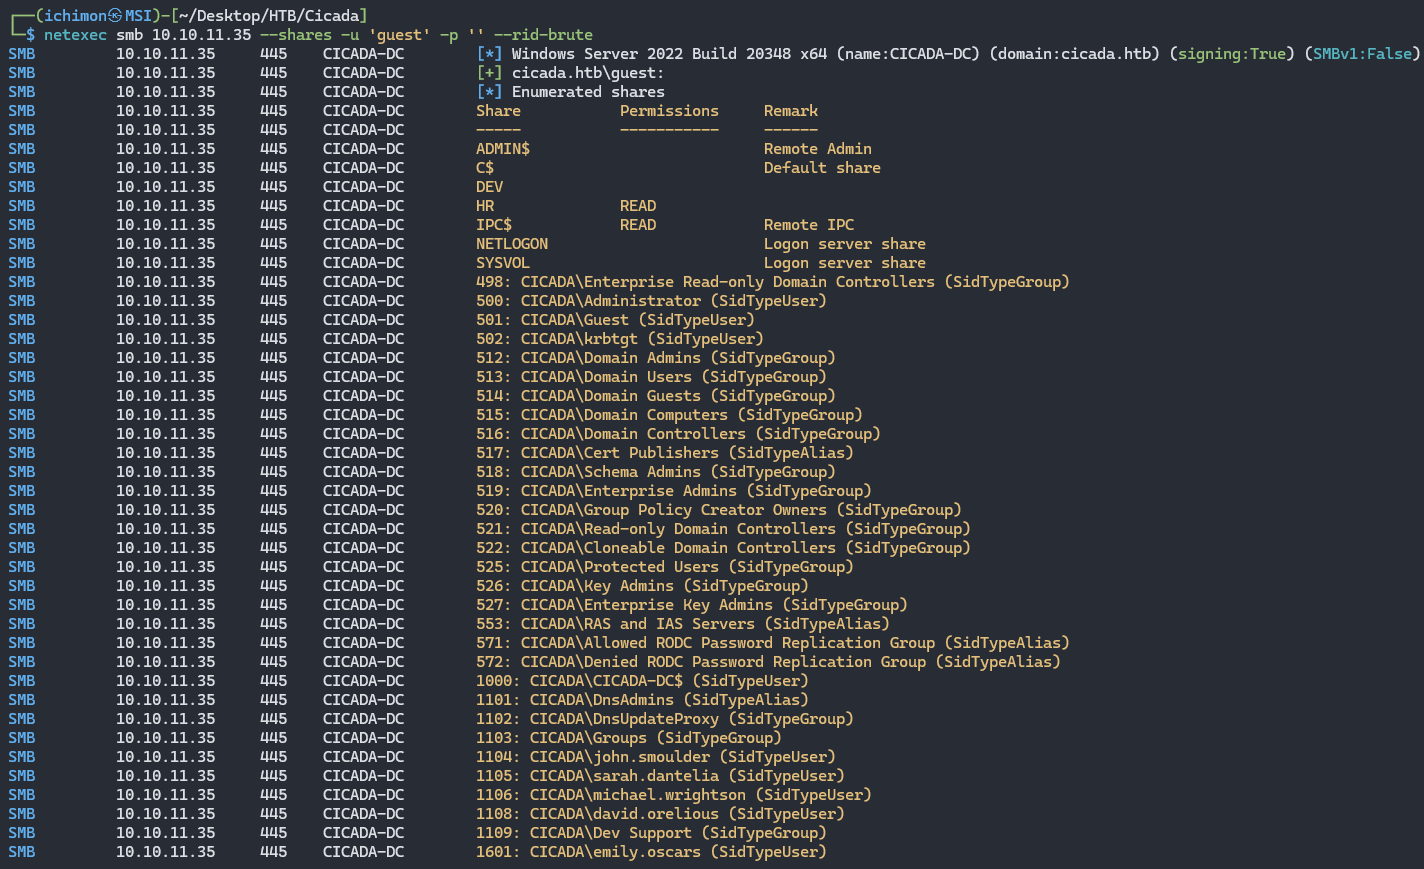 ┌──(ichimon㉿MSI)-[~/Desktop/HTB/Cicada]
└─$ netexec smb 10.10.11.35 --shares -u 'guest' -p '' --rid-brute
SMB 10.10.11.35 445 CICADA-DC [*] Windows Server 2022 Build 20348 x64 (name:CICADA-DC) (domain:cicada.htb) (signing:True) (SMBv1:False)
SMB 10.10.11.35 445 CICADA-DC [+] cicada.htb\guest:
SMB 10.10.11.35 445 CICADA-DC [*] Enumerated shares
SMB 10.10.11.35 445 CICADA-DC Share Permissions Remark
SMB 10.10.11.35 445 CICADA-DC ----- ----------- ------
SMB 10.10.11.35 445 CICADA-DC ADMIN$ Remote Admin
SMB 10.10.11.35 445 CICADA-DC C$ Default share
SMB 10.10.11.35 445 CICADA-DC DEV
SMB 10.10.11.35 445 CICADA-DC HR READ
SMB 10.10.11.35 445 CICADA-DC IPC$ READ Remote IPC
SMB 10.10.11.35 445 CICADA-DC NETLOGON Logon server share
SMB 10.10.11.35 445 CICADA-DC SYSVOL Logon server share
SMB 10.10.11.35 445 CICADA-DC 498: CICADA\Enterprise Read-only Domain Controllers (SidTypeGroup)
SMB 10.10.11.35 445 CICADA-DC 500: CICADA\Administrator (SidTypeUser)
SMB 10.10.11.35 445 CICADA-DC 501: CICADA\Guest (SidTypeUser)
SMB 10.10.11.35 445 CICADA-DC 502: CICADA\krbtgt (SidTypeUser)
SMB 10.10.11.35 445 CICADA-DC 512: CICADA\Domain Admins (SidTypeGroup)
SMB 10.10.11.35 445 CICADA-DC 513: CICADA\Domain Users (SidTypeGroup)
SMB 10.10.11.35 445 CICADA-DC 514: CICADA\Domain Guests (SidTypeGroup)
SMB 10.10.11.35 445 CICADA-DC 515: CICADA\Domain Computers (SidTypeGroup)
SMB 10.10.11.35 445 CICADA-DC 516: CICADA\Domain Controllers (SidTypeGroup)
SMB 10.10.11.35 445 CICADA-DC 517: CICADA\Cert Publishers (SidTypeAlias)
SMB 10.10.11.35 445 CICADA-DC 518: CICADA\Schema Admins (SidTypeGroup)
SMB 10.10.11.35 445 CICADA-DC 519: CICADA\Enterprise Admins (SidTypeGroup)
SMB 10.10.11.35 445 CICADA-DC 520: CICADA\Group Policy Creator Owners (SidTypeGroup)
SMB 10.10.11.35 445 CICADA-DC 521: CICADA\Read-only Domain Controllers (SidTypeGroup)
SMB 10.10.11.35 445 CICADA-DC 522: CICADA\Cloneable Domain Controllers (SidTypeGroup)
SMB 10.10.11.35 445 CICADA-DC 525: CICADA\Protected Users (SidTypeGroup)
SMB 10.10.11.35 445 CICADA-DC 526: CICADA\Key Admins (SidTypeGroup)
SMB 10.10.11.35 445 CICADA-DC 527: CICADA\Enterprise Key Admins (SidTypeGroup)
SMB 10.10.11.35 445 CICADA-DC 553: CICADA\RAS and IAS Servers (SidTypeAlias)
SMB 10.10.11.35 445 CICADA-DC 571: CICADA\Allowed RODC Password Replication Group (SidTypeAlias)
SMB 10.10.11.35 445 CICADA-DC 572: CICADA\Denied RODC Password Replication Group (SidTypeAlias)
SMB 10.10.11.35 445 CICADA-DC 1000: CICADA\CICADA-DC$ (SidTypeUser)
SMB 10.10.11.35 445 CICADA-DC 1101: CICADA\DnsAdmins (SidTypeAlias)
SMB 10.10.11.35 445 CICADA-DC 1102: CICADA\DnsUpdateProxy (SidTypeGroup)
SMB 10.10.11.35 445 CICADA-DC 1103: CICADA\Groups (SidTypeGroup)
SMB 10.10.11.35 445 CICADA-DC 1104: CICADA\john.smoulder (SidTypeUser)
SMB 10.10.11.35 445 CICADA-DC 1105: CICADA\sarah.dantelia (SidTypeUser)
SMB 10.10.11.35 445 CICADA-DC 1106: CICADA\michael.wrightson (SidTypeUser)
SMB 10.10.11.35 445 CICADA-DC 1108: CICADA\david.orelious (SidTypeUser)
SMB 10.10.11.35 445 CICADA-DC 1109: CICADA\Dev Support (SidTypeGroup)
SMB 10.10.11.35 445 CICADA-DC 1601: CICADA\emily.oscars (SidTypeUser)